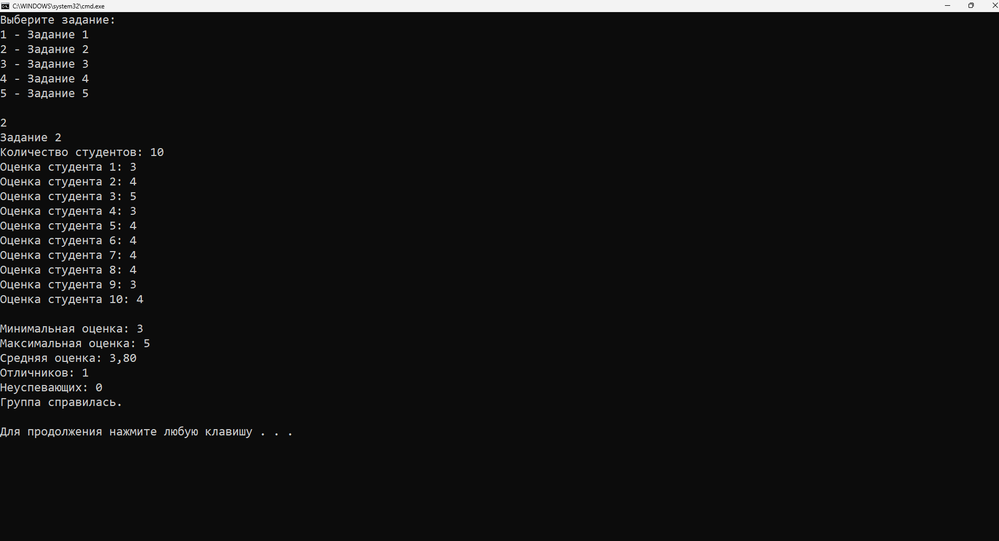 C:\WINDOWS\system32\cmd.exe
Выберите задание:
1 - Задание 1
2 - Задание 2
3 - Задание 3
4 - Задание 4
5 - Задание 5
2
Задание 2
Количество студентов: 10
Оценка студента 1: 3
Оценка студента 2: 4
Оценка студента 3: 5
Оценка студента 4: 3
Оценка студента 5: 4
Оценка студента 6: 4
Оценка студента 7: 4
Оценка студента 8: 4
Оценка студента 9: 3
Оценка студента 10: 4
Минимальная оценка: 3
Максимальная оценка: 5
Средняя оценка: 3,80
Отличников: 1
Неуспевающих: 0
Группа справилась.
Для продолжения нажмите любую клавишу . . .